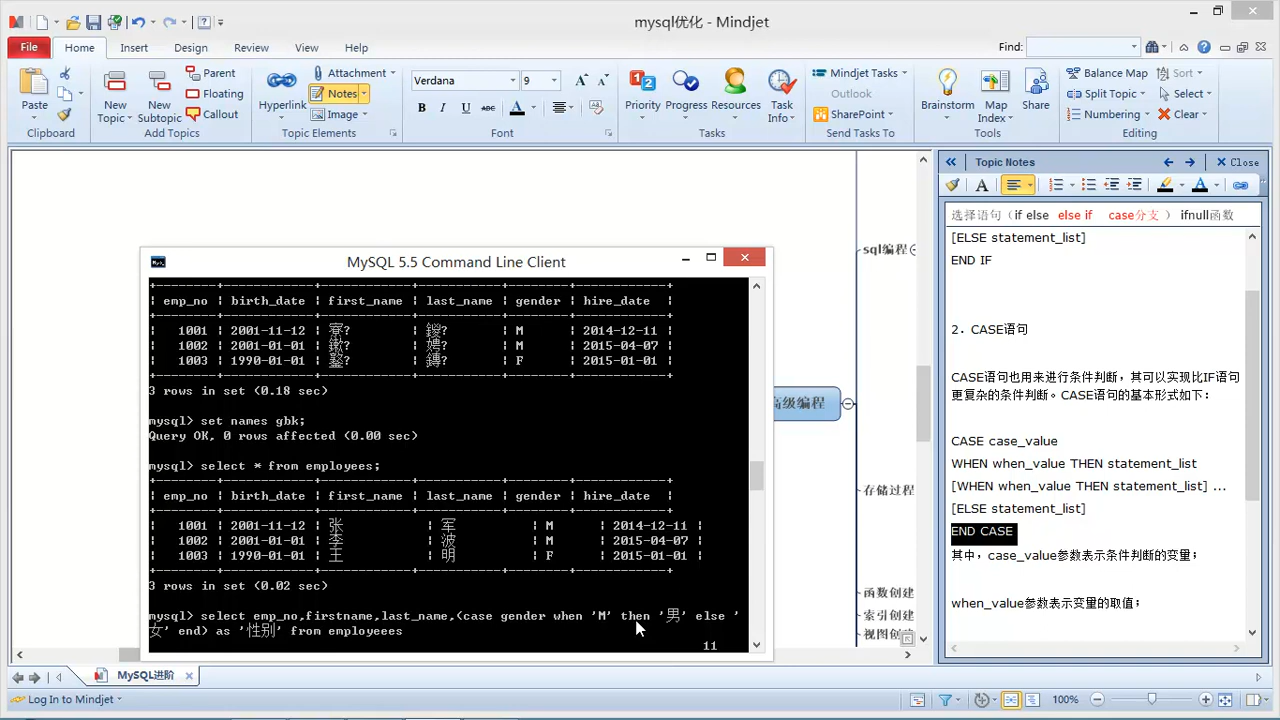 mysql优化 - Mindjet
File Home Insert Design Review View Help Find:
Paste
Clipboard
New Topic
New Subtopic
Parent
Floating
Callout
Add Topics
Hyperlink
Attachment
Notes
Image
Topic Elements
Verdana 9
B I U abc A
Font
Priority
Progress
Resources
Task Info
Tasks
Mindjet Tasks
Outlook
SharePoint
Send Tasks To
Brainstorm
Map Index
Share
Tools
Balance Map
Split Topic
Numbering
Sort
Select
Clear
Editing
sql编程
高级编程
存储过程
函数创建
索引创建
视图创建
MySQL 5.5 Command Line Client
| emp_no | birth_date | first_name | last_name | gender | hire_date |
| 1001 | 2001-11-12 | 寮? | 鍐? | M | 2014-12-11 |
| 1002 | 2001-01-01 | | | M | 2015-04-07 |
| 1003 | 1990-01-01 | | | F | 2015-01-01 |
3 rows in set (0.18 sec)
mysql> set names gbk;
Query OK, 0 rows affected (0.00 sec)
mysql> select * from employees;
| emp_no | birth_date | first_name | last_name | gender | hire_date |
| 1001 | 2001-11-12 | 张 | 军 | M | 2014-12-11 |
| 1002 | 2001-01-01 | 李 | 波 | M | 2015-04-07 |
| 1003 | 1990-01-01 | 王 | 明 | F | 2015-01-01 |
3 rows in set (0.02 sec)
mysql> select emp_no,firstname,last_name,(case gender when 'M' then '男' else '
女' end) as '性别' from employeees
11
Topic Notes Close
选择语句（if else else if case分支 ）ifnull函数
[ELSE statement_list]
END IF
2．CASE语句
CASE语句也用来进行条件判断，其可以实现比IF语句
更复杂的条件判断。CASE语句的基本形式如下：
CASE case_value
WHEN when_value THEN statement_list
[WHEN when_value THEN statement_list] ...
[ELSE statement_list]
END CASE
其中，case_value参数表示条件判断的变量；
when_value参数表示变量的取值；
MySQL进阶
Log In to Mindjet
100%